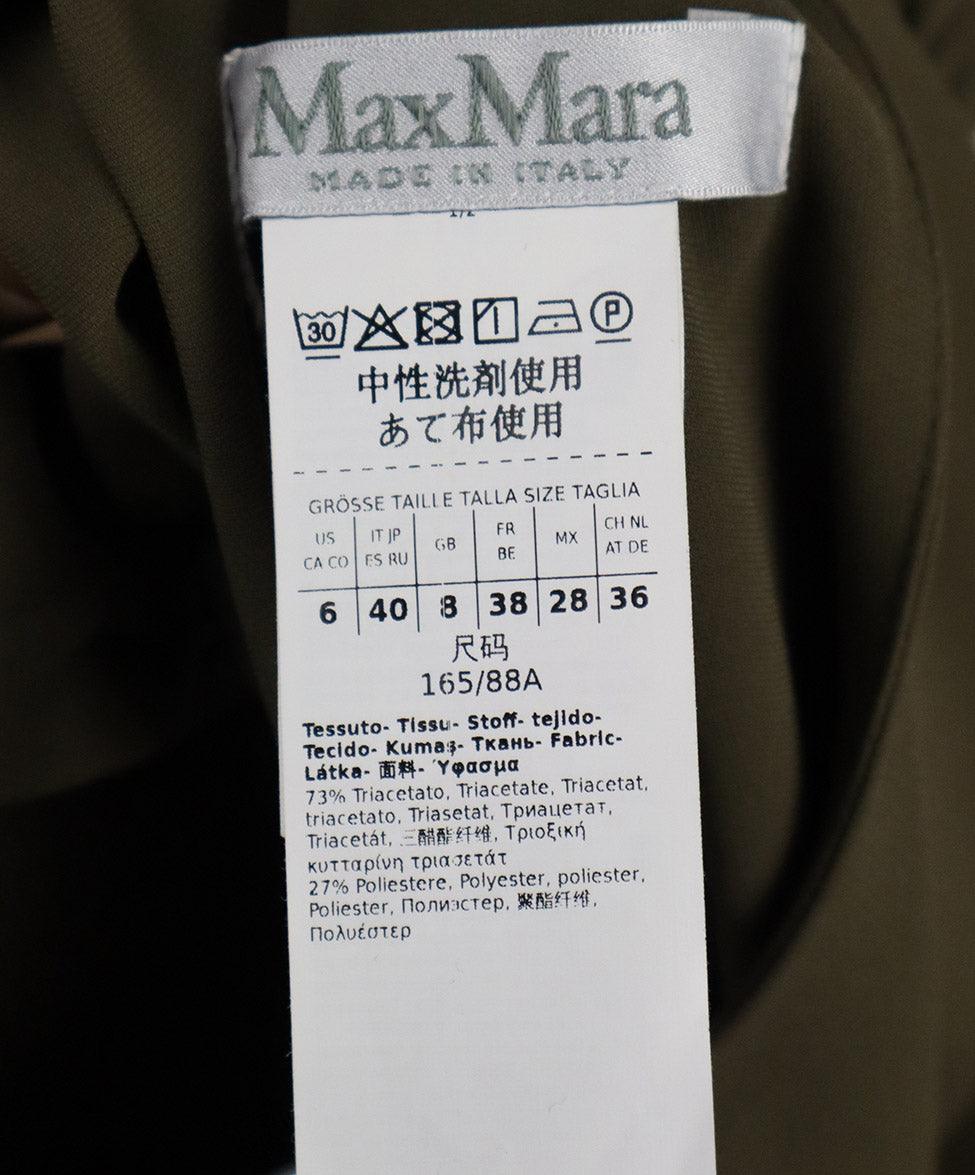 MaxMara
MADE IN ITALY
1/2
30 P
中性洗剤使用
あて布使用
GRÖSSE TAILLE TALLA SIZE TAGLIA
US IT JP GB FR MX CH NL
CA CO ES RU BE AT DE
6 40 8 38 28 36
尺码
165/88A
Tessuto- Tissu- Stoff- tejido-
Tecido- Kumaş- Ткань- Fabric-
Látka- 面料- Ύφασμα
73% Triacetato, Triacetate, Triacetat,
triacetato, Triasetat, Триацетат,
Triacetát, 三醋酯纤维, Τριοξική
κυτταρίνη τριασετάτ
27% Poliestere, Polyester, poliester,
Poliester, Полиэстер, 聚酯纤维,
Πολυέστερ